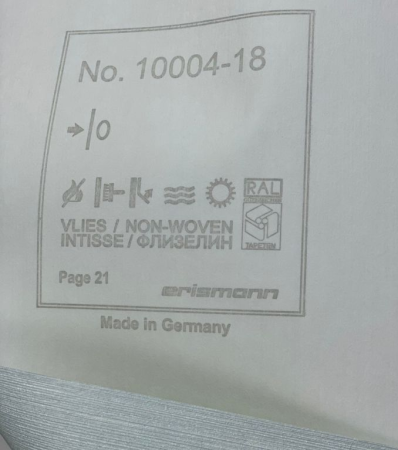 No. 10004-18
0
RAL
VLIES / NON-WOVEN
INTISSE / ФЛИЗЕЛИН
TAPETEN
Page 21
erismann
Made in Germany